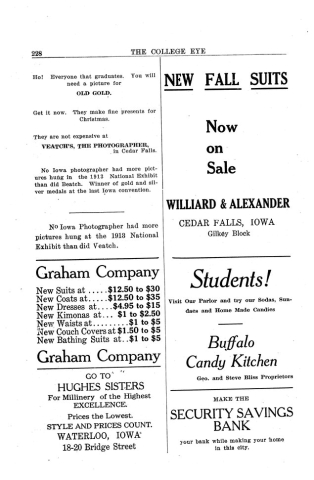 228
THE COLLEGE EYE
Ho! Everyone that graduates. You will
need a picture for
OLD GOLD.
Get it now. They make fine presents for
Christmas.
They are not expensive at
VEATCH'S, THE PHOTOGRAPHER,
in Cedar Falls.
No Iowa photographer had more pict-
ures hung in the 1913 National Exhibit
than did Beatch. Winner of gold and sil-
ver medals at the last Iowa convention.
No Iowa Photographer had more
pictures hung at the 1913 National
Exhibit than did Veatch.
Graham Company
New Suits at .....$12.50 to $30
New Coats at.....$12.50 to $35
New Dresses at....$4.95 to $15
New Kimonas at... $1 to $2.50
New Waists at.........$1 to $5
New Couch Covers at $1.50 to $5
New Bathing Suits at..$1 to $5
Graham Company
GO TO
HUGHES SISTERS
For Millinery of the Highest
EXCELLENCE.
Prices the Lowest.
STYLE AND PRICES COUNT.
WATERLOO, IOWA
18-20 Bridge Street
NEW FALL SUITS
Now
on
Sale
WILLIARD & ALEXANDER
CEDAR FALLS, IOWA
Gilkey Block
Students!
Visit Our Parlor and try our Sodas, Sun-
daes and Home Made Candies
Buffalo
Candy Kitchen
Geo. and Steve Bliss Proprietors
MAKE THE
SECURITY SAVINGS
BANK
your bank while making your home
in this city.